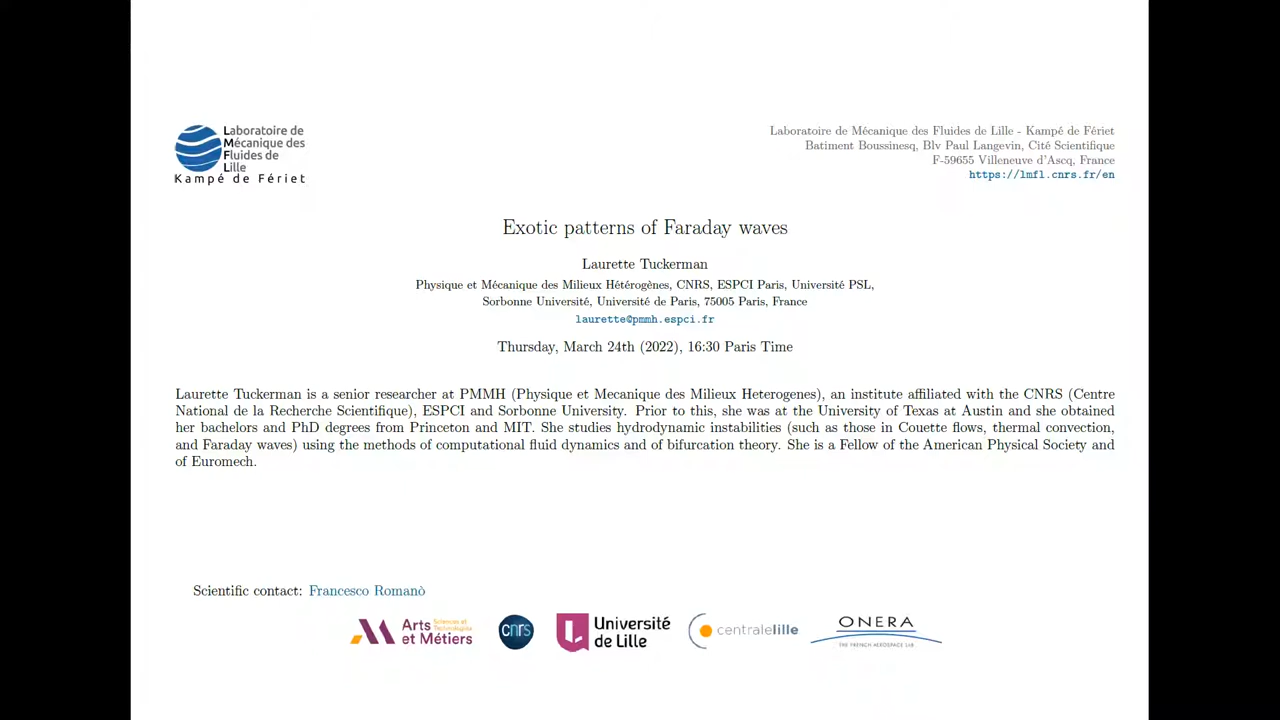 Laboratoire de
Mécanique des
Fluides de
Lille
Kampé de Fériet
Laboratoire de Mécanique des Fluides de Lille - Kampé de Fériet
Batiment Boussinesq, Blv Paul Langevin, Cité Scientifique
F-59655 Villeneuve d'Ascq, France
https://lmfl.cnrs.fr/en
Exotic patterns of Faraday waves
Laurette Tuckerman
Physique et Mécanique des Milieux Hétérogènes, CNRS, ESPCI Paris, Université PSL,
Sorbonne Université, Université de Paris, 75005 Paris, France
laurette@pmmh.espci.fr
Thursday, March 24th (2022), 16:30 Paris Time
Laurette Tuckerman is a senior researcher at PMMH (Physique et Mecanique des Milieux Heterogenes), an institute affiliated with the CNRS (Centre
National de la Recherche Scientifique), ESPCI and Sorbonne University. Prior to this, she was at the University of Texas at Austin and she obtained
her bachelors and PhD degrees from Princeton and MIT. She studies hydrodynamic instabilities (such as those in Couette flows, thermal convection,
and Faraday waves) using the methods of computational fluid dynamics and of bifurcation theory. She is a Fellow of the American Physical Society and
of Euromech.
Scientific contact: Francesco Romanò
Arts Sciences et Technologies
et Métiers
cnrs
Université
de Lille
centralelille
ONERA
THE FRENCH AEROSPACE LAB